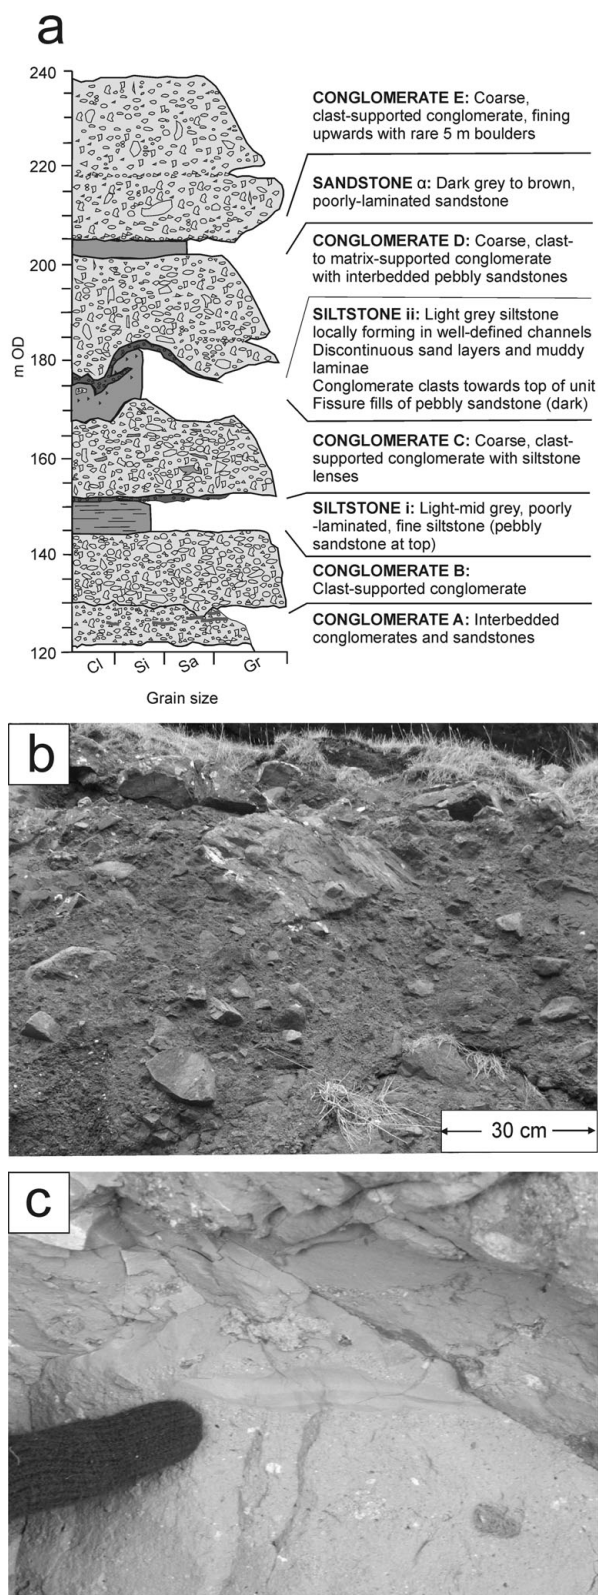 a
240
220
200
180
160
140
120
m OD
Cl
Si
Sa
Gr
Grain size
CONGLOMERATE E: Coarse,
clast-supported conglomerate, fining
upwards with rare 5 m boulders
SANDSTONE α: Dark grey to brown,
poorly-laminated sandstone
CONGLOMERATE D: Coarse, clast-
to matrix-supported conglomerate
with interbedded pebbly sandstones
SILTSTONE ii: Light grey siltstone
locally forming in well-defined channels
Discontinuous sand layers and muddy
laminae
Conglomerate clasts towards top of unit
Fissure fills of pebbly sandstone (dark)
CONGLOMERATE C: Coarse, clast-
supported conglomerate with siltstone
lenses
SILTSTONE i: Light-mid grey, poorly
-laminated, fine siltstone (pebbly
sandstone at top)
CONGLOMERATE B:
Clast-supported conglomerate
CONGLOMERATE A: Interbedded
conglomerates and sandstones
b
30 cm
c